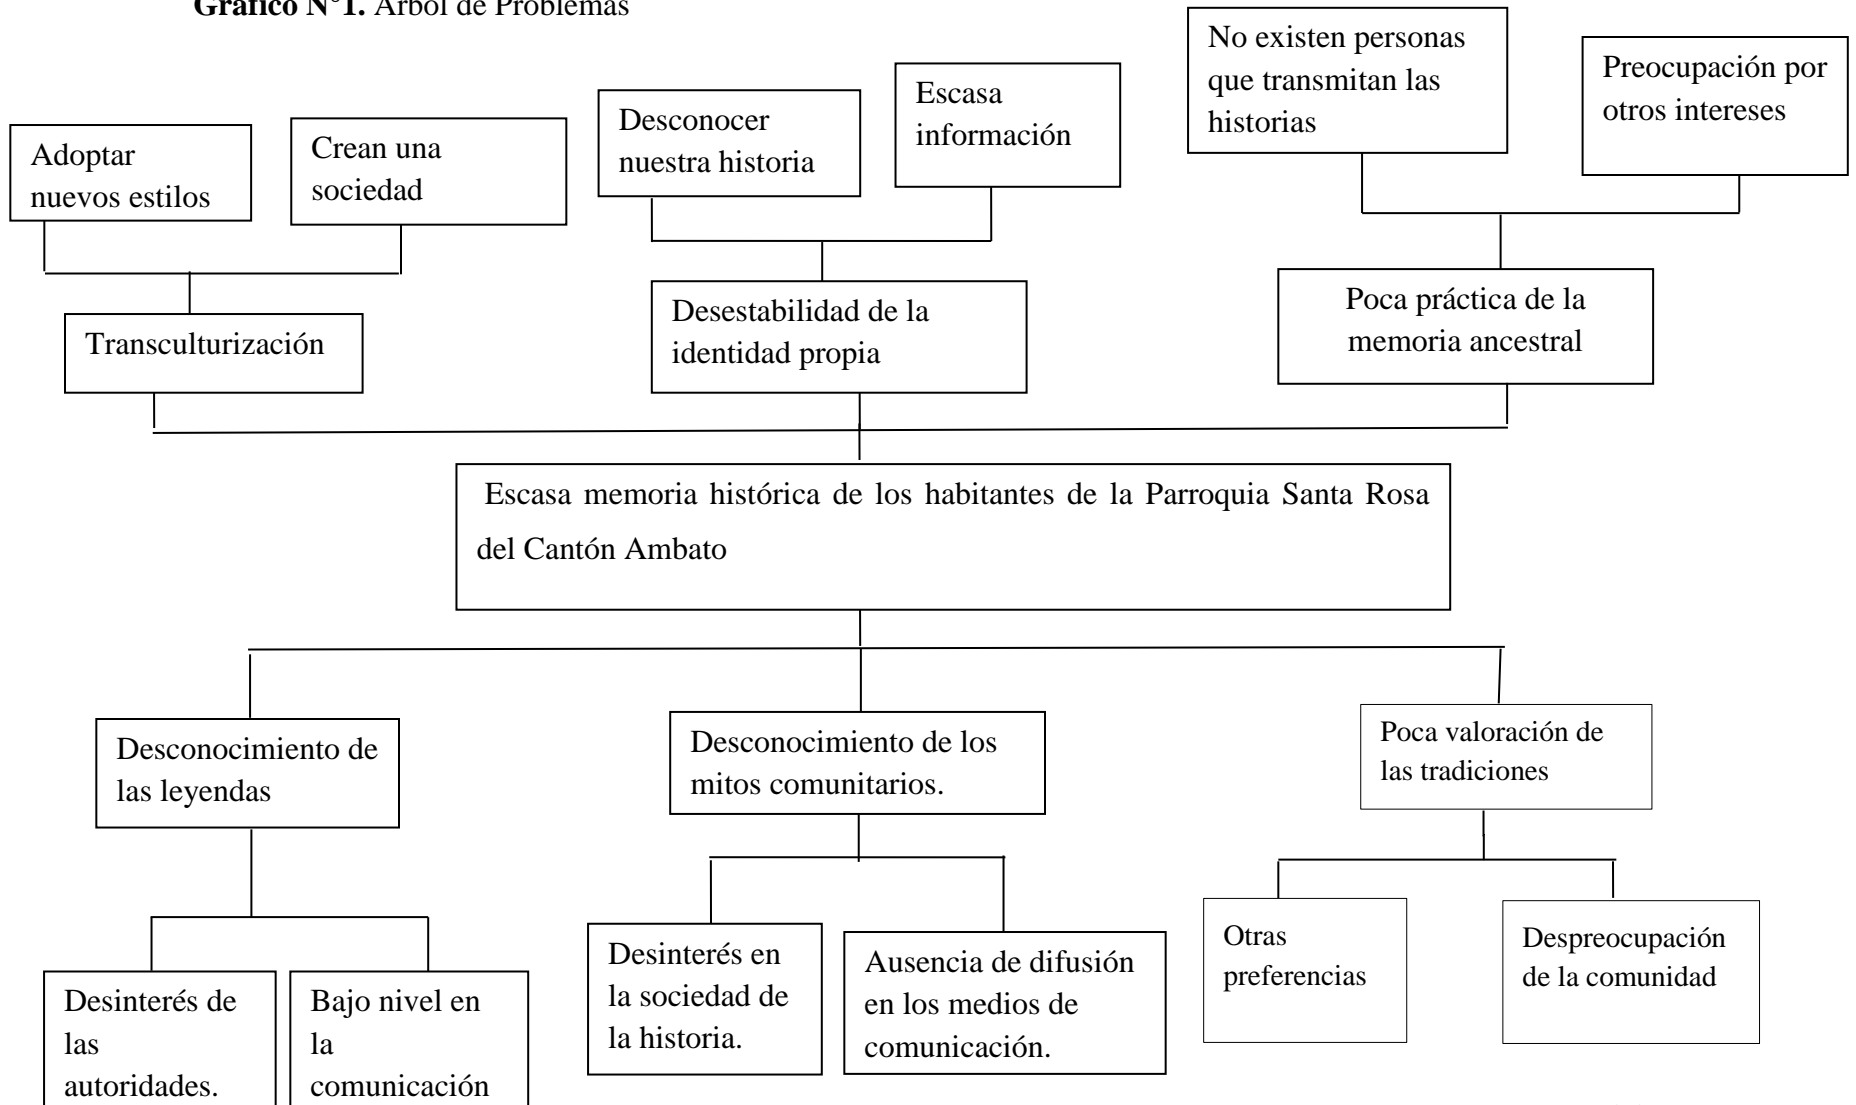 Gráfico N°1. Árbol de Problemas
No existen personas
que transmitan las
historias
Preocupación por
otros intereses
Escasa
información
Desconocer
nuestra historia
Crean una
sociedad
Adoptar
nuevos estilos
Transculturización
Desestabilidad de la
identidad propia
Poca práctica de la
memoria ancestral
Escasa memoria histórica de los habitantes de la Parroquia Santa Rosa
del Cantón Ambato
Desconocimiento de
las leyendas
Desconocimiento de los
mitos comunitarios.
Poca valoración de
las tradiciones
Desinterés de
las
autoridades.
Bajo nivel en
la
comunicación
Desinterés en
la sociedad de
la historia.
Ausencia de difusión
en los medios de
comunicación.
Otras
preferencias
Despreocupación
de la comunidad